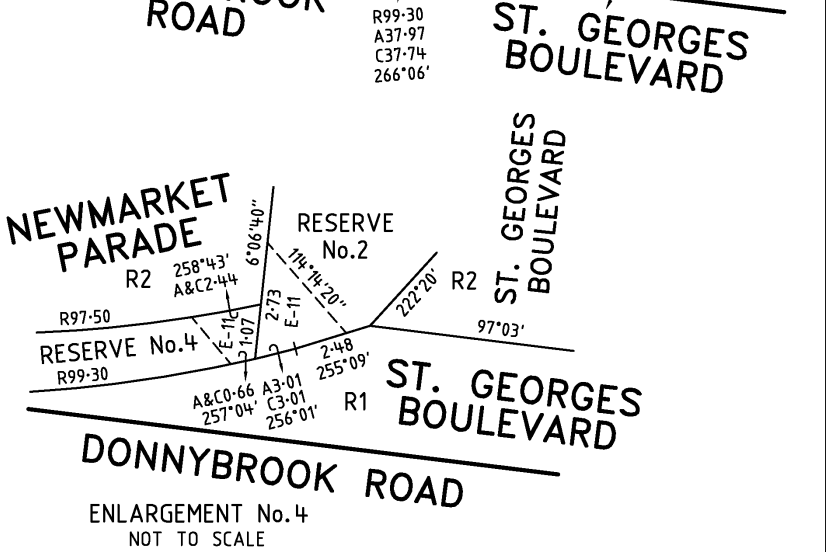 ROAD
R99·30
A37·97
C37·74
266°06'
ST. GEORGES
BOULEVARD
ST. GEORGES
BOULEVARD
NEWMARKET
PARADE
6°06'40"
RESERVE
No.2
R2
258°43'
A&C2·44
114°14'20"
222°20'
R2
R97·50
E-11
1·07
2·73
E-11
97°03'
RESERVE No.4
R99·30
2·48
255°09'
A&C0·66
257°04'
A3·01
C3·01
256°01'
R1
ST. GEORGES
BOULEVARD
DONNYBROOK ROAD
ENLARGEMENT No.4
NOT TO SCALE